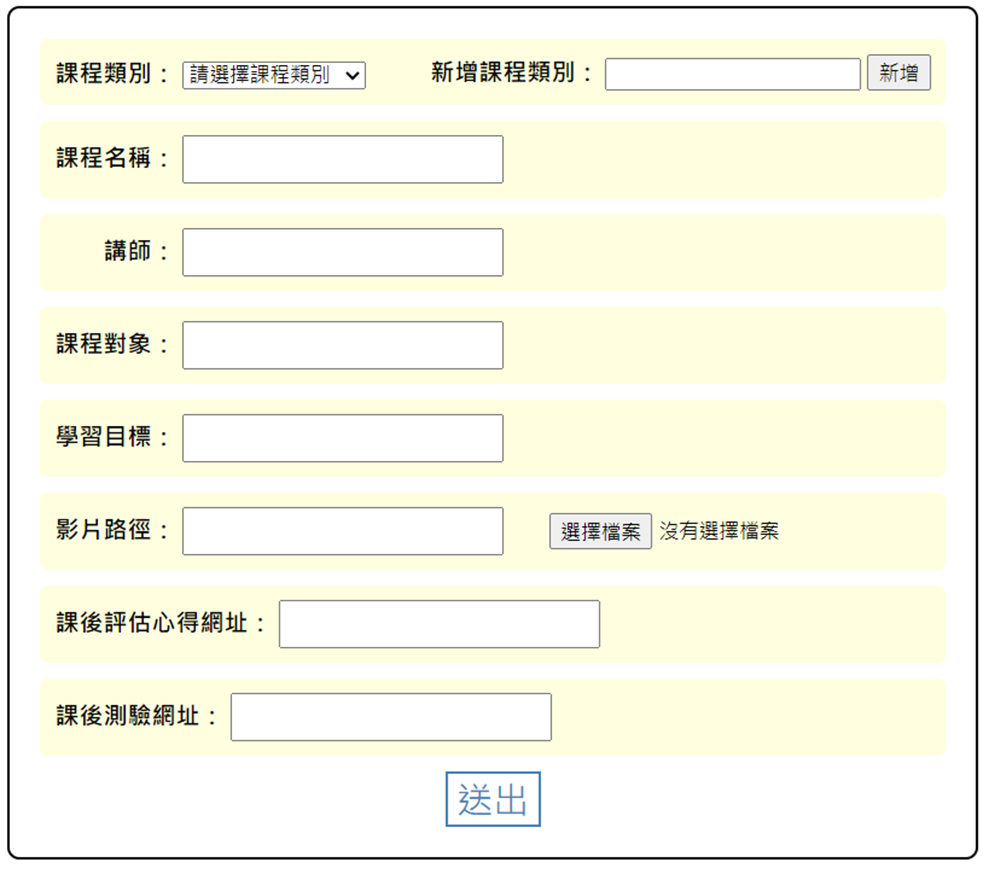 課程類別： 請選擇課程類別 新增課程類別： 新增
課程名稱：
講師：
課程對象：
學習目標：
影片路徑： 選擇檔案 沒有選擇檔案
課後評估心得網址：
課後測驗網址：
送出